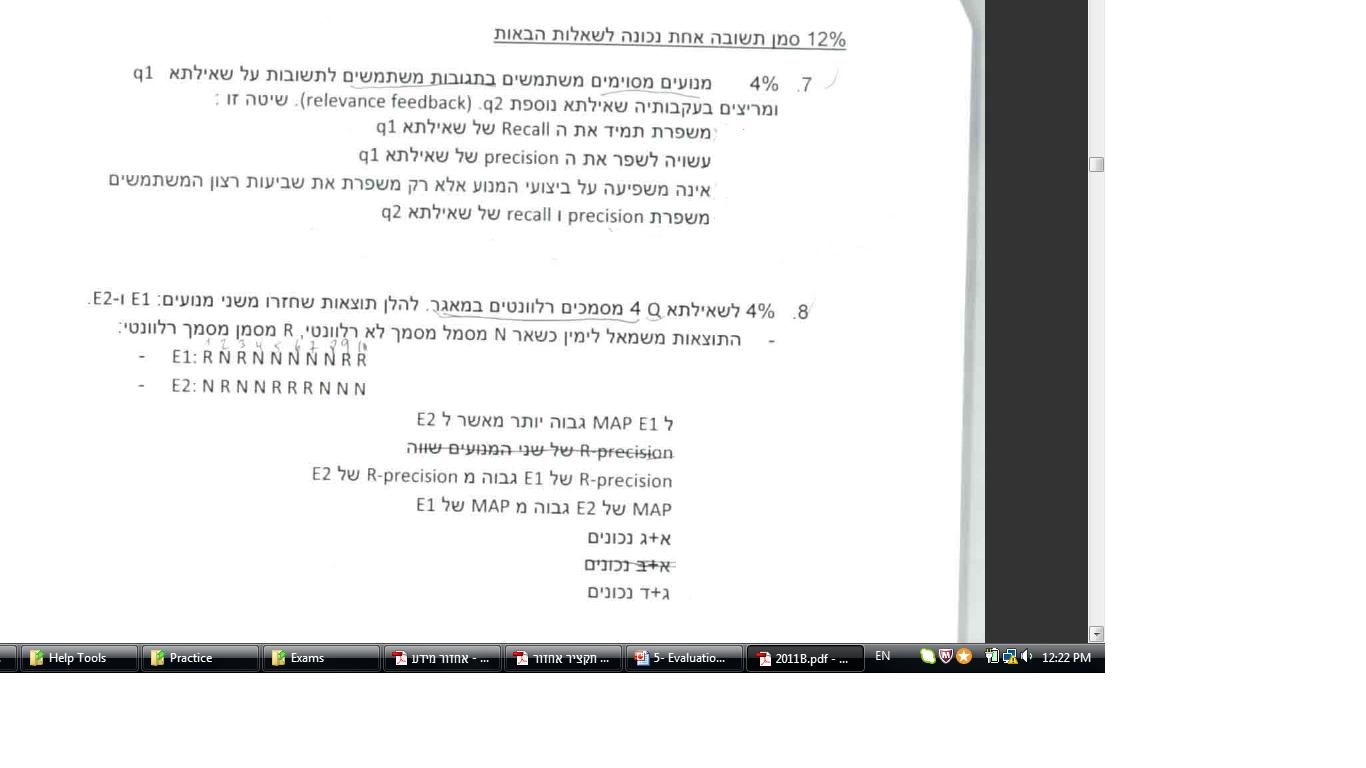 12% סמן תשובה אחת נכונה לשאלות הבאות
7. 4% מנועים מסוימים משתמשים בתגובות משתמשים לתשובות על שאילתא q1
ומריצים בעקבותיה שאילתא נוספת q2. (relevance feedback). שיטה זו :
משפרת תמיד את ה Recall של שאילתא q1
עשויה לשפר את ה precision של שאילתא q1
אינה משפיעה על ביצועי המנוע אלא רק משפרת את שביעות רצון המשתמשים
משפרת precision ו recall של שאילתא q2
8. 4% לשאילתא Q 4 מסמכים רלוונטים במאגר. להלן תוצאות שחזרו משני מנועים: E1 ו-E2.
- התוצאות משמאל לימין כשאר N מסמל מסמך לא רלוונטי, R מסמן מסמך רלוונטי:
1 2 3 4 5 6 7 8 9 10
- E1: R N R N N N N N R R
- E2: N R N N R R R N N N
ל MAP E1 גבוה יותר מאשר ל E2
R-precision של שני המנועים שווה
R-precision של E1 גבוה מ R-precision של E2
MAP של E2 גבוה מ MAP של E1
א+ג נכונים
א+ב נכונים
ג+ד נכונים
Help Tools
Practice
Exams
אחזור מידע - ...
תקציר אחזור ...
5- Evaluatio...
2011B.pdf - ...
EN
12:22 PM